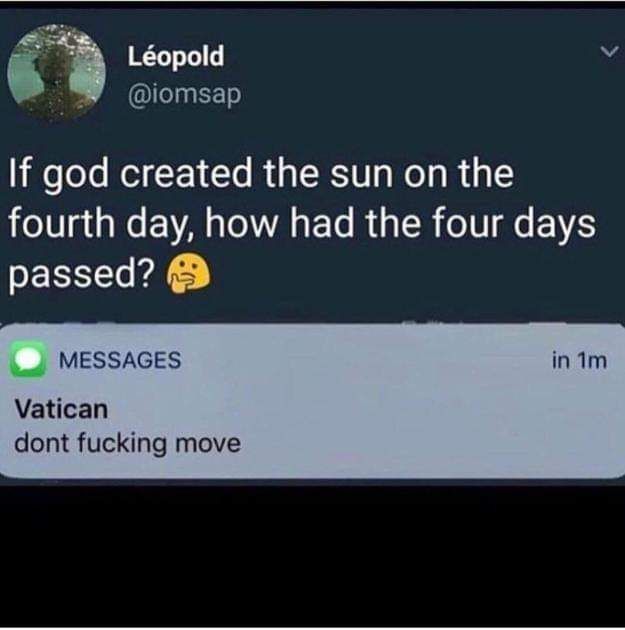 Léopold
@iomsap
If god created the sun on the
fourth day, how had the four days
passed? 🤔
MESSAGES
in 1m
Vatican
dont fucking move